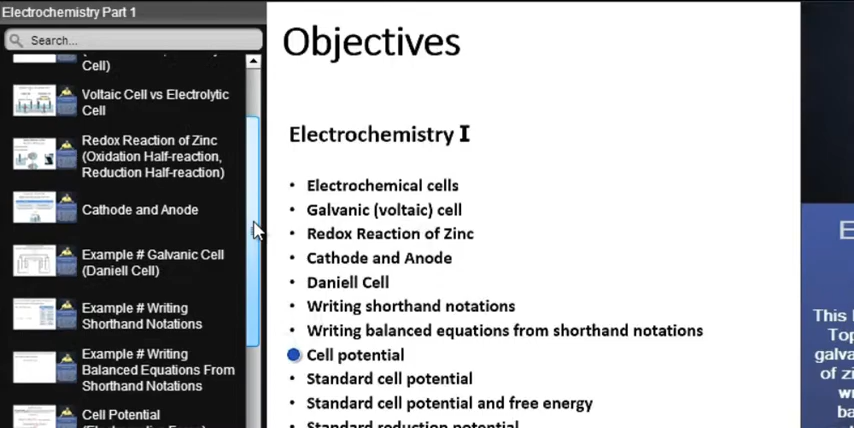 Electrochemistry Part 1
Search...
Cell)
Voltaic Cell vs Electrolytic
Cell
Redox Reaction of Zinc
(Oxidation Half-reaction,
Reduction Half-reaction)
Cathode and Anode
Example # Galvanic Cell
(Daniell Cell)
Example # Writing
Shorthand Notations
Example # Writing
Balanced Equations From
Shorthand Notations
Cell Potential
Objectives
Electrochemistry I
• Electrochemical cells
• Galvanic (voltaic) cell
• Redox Reaction of Zinc
• Cathode and Anode
• Daniell Cell
• Writing shorthand notations
• Writing balanced equations from shorthand notations
• Cell potential
• Standard cell potential
• Standard cell potential and free energy
Standard reduction potential
E
This
Top
galva
of zi
w
ba